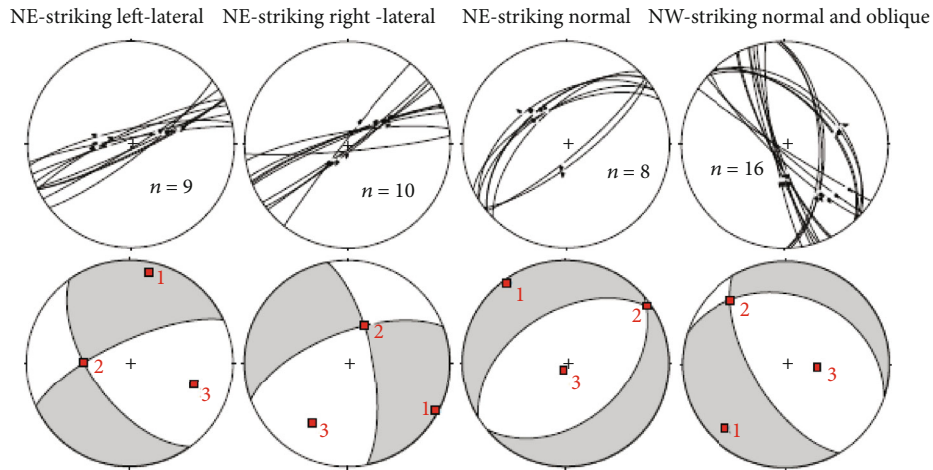 NE-striking left-lateral
NE-striking right -lateral
NE-striking normal
NW-striking normal and oblique
n = 9
n = 10
n = 8
n = 16
1
2
3
2
1
3
1
2
3
2
3
1